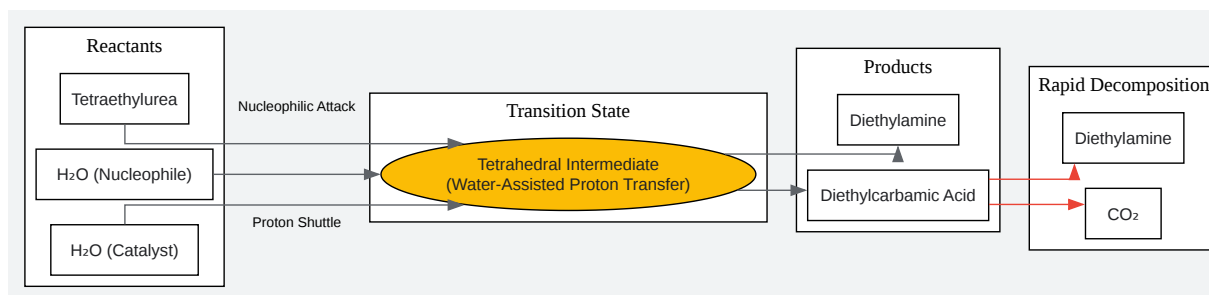 Reactants
Tetraethylurea
H₂O (Nucleophile)
H₂O (Catalyst)
Nucleophilic Attack
Proton Shuttle
Transition State
Tetrahedral Intermediate
(Water-Assisted Proton Transfer)
Products
Diethylamine
Diethylcarbamic Acid
Rapid Decomposition
Diethylamine
CO₂